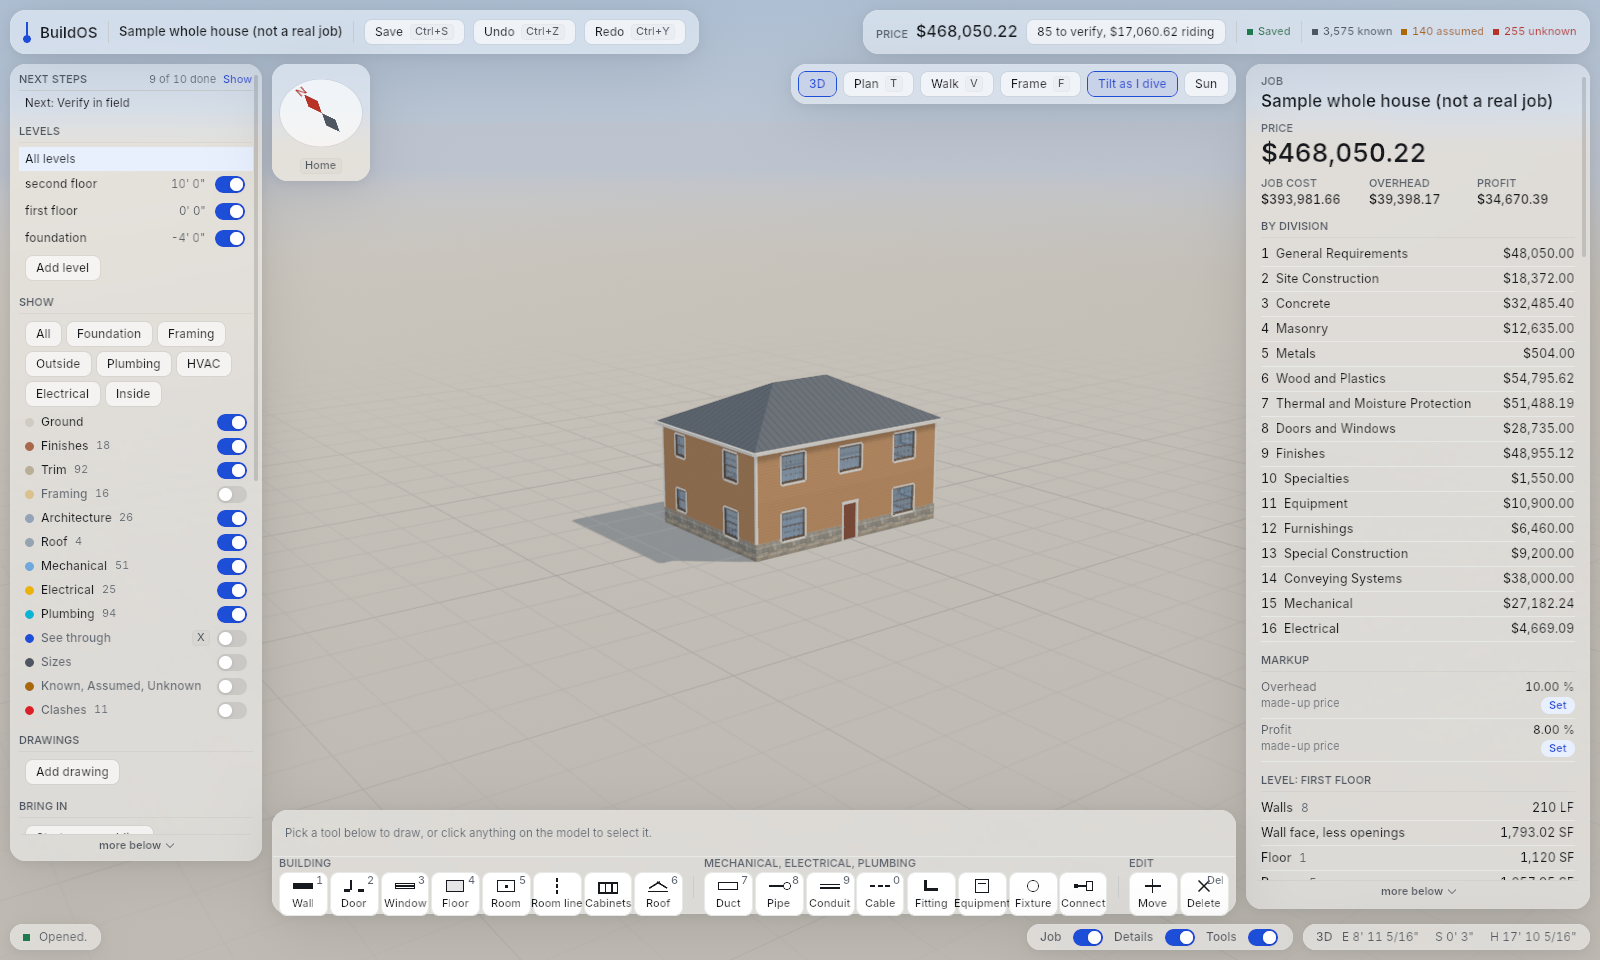 BuildOS
Sample whole house (not a real job)
Save Ctrl+S
Undo Ctrl+Z
Redo Ctrl+Y
PRICE $468,050.22
85 to verify, $17,060.62 riding
Saved
3,575 known
140 assumed
255 unknown
NEXT STEPS 9 of 10 done Show
Next: Verify in field
LEVELS
All levels
second floor 10' 0"
first floor 0' 0"
foundation -4' 0"
Add level
SHOW
All Foundation Framing
Outside Plumbing HVAC
Electrical Inside
Ground
Finishes 18
Trim 92
Framing 16
Architecture 26
Roof 4
Mechanical 51
Electrical 25
Plumbing 94
See through X
Sizes
Known, Assumed, Unknown
Clashes 11
DRAWINGS
Add drawing
BRING IN
more below
N
Home
3D
Plan T
Walk V
Frame F
Tilt as I dive
Sun
JOB
Sample whole house (not a real job)
PRICE
$468,050.22
JOB COST OVERHEAD PROFIT
$393,981.66 $39,398.17 $34,670.39
BY DIVISION
1 General Requirements $48,050.00
2 Site Construction $18,372.00
3 Concrete $32,485.40
4 Masonry $12,635.00
5 Metals $504.00
6 Wood and Plastics $54,795.62
7 Thermal and Moisture Protection $51,488.19
8 Doors and Windows $28,735.00
9 Finishes $48,955.12
10 Specialties $1,550.00
11 Equipment $10,900.00
12 Furnishings $6,460.00
13 Special Construction $9,200.00
14 Conveying Systems $38,000.00
15 Mechanical $27,182.24
16 Electrical $4,669.09
MARKUP
Overhead 10.00 %
made-up price Set
Profit 8.00 %
made-up price Set
LEVEL: FIRST FLOOR
Walls 8 210 LF
Wall face, less openings 1,793.02 SF
Floor 1 1,120 SF
more below
Pick a tool below to draw, or click anything on the model to select it.
BUILDING
1 Wall
2 Door
3 Window
4 Floor
5 Room
Room line
Cabinets
6 Roof
MECHANICAL, ELECTRICAL, PLUMBING
7 Duct
8 Pipe
9 Conduit
0 Cable
Fitting
Equipment
Fixture
Connect
EDIT
Move
Del Delete
Opened.
Job
Details
Tools
3D E 8' 11 5/16" S 0' 3" H 17' 10 5/16"